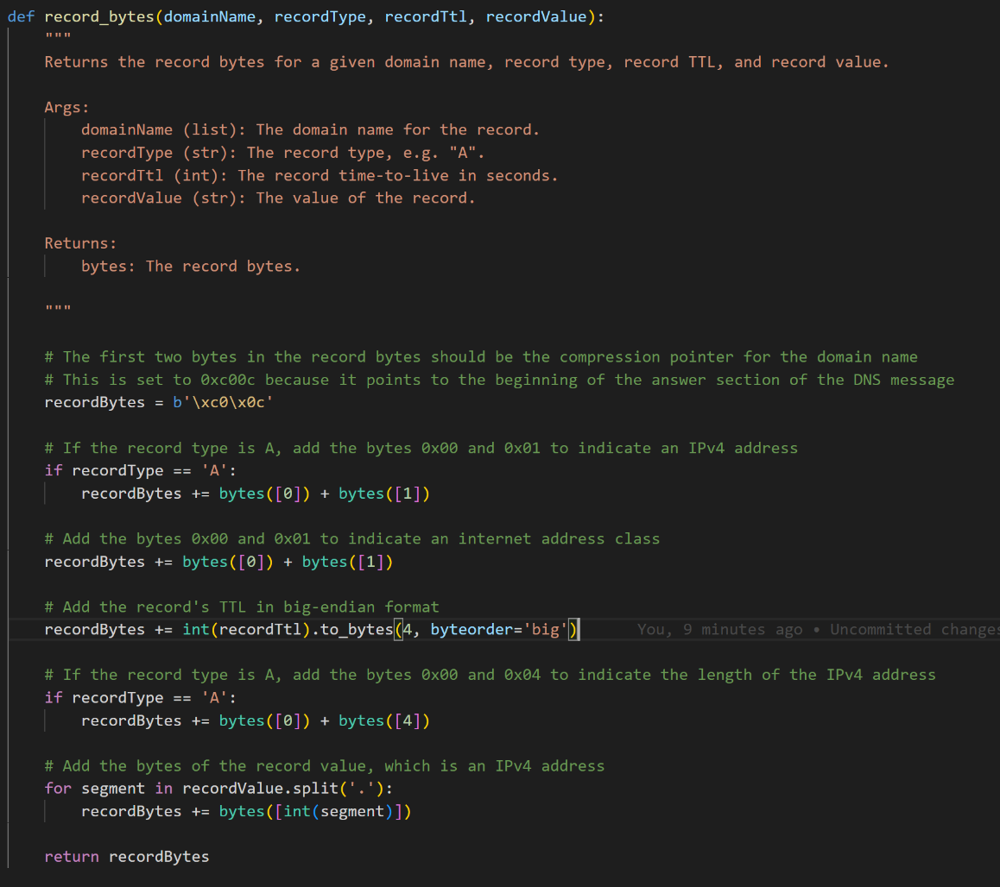 def record_bytes(domainName, recordType, recordTtl, recordValue):
"""
Returns the record bytes for a given domain name, record type, record TTL, and record value.
Args:
domainName (list): The domain name for the record.
recordType (str): The record type, e.g. "A".
recordTtl (int): The record time-to-live in seconds.
recordValue (str): The value of the record.
Returns:
bytes: The record bytes.
"""
# The first two bytes in the record bytes should be the compression pointer for the domain name
# This is set to 0xc00c because it points to the beginning of the answer section of the DNS message
recordBytes = b'\xc0\x0c'
# If the record type is A, add the bytes 0x00 and 0x01 to indicate an IPv4 address
if recordType == 'A':
recordBytes += bytes([0]) + bytes([1])
# Add the bytes 0x00 and 0x01 to indicate an internet address class
recordBytes += bytes([0]) + bytes([1])
# Add the record's TTL in big-endian format
recordBytes += int(recordTtl).to_bytes(4, byteorder='big') You, 9 minutes ago • Uncommitted changes
# If the record type is A, add the bytes 0x00 and 0x04 to indicate the length of the IPv4 address
if recordType == 'A':
recordBytes += bytes([0]) + bytes([4])
# Add the bytes of the record value, which is an IPv4 address
for segment in recordValue.split('.'):
recordBytes += bytes([int(segment)])
return recordBytes